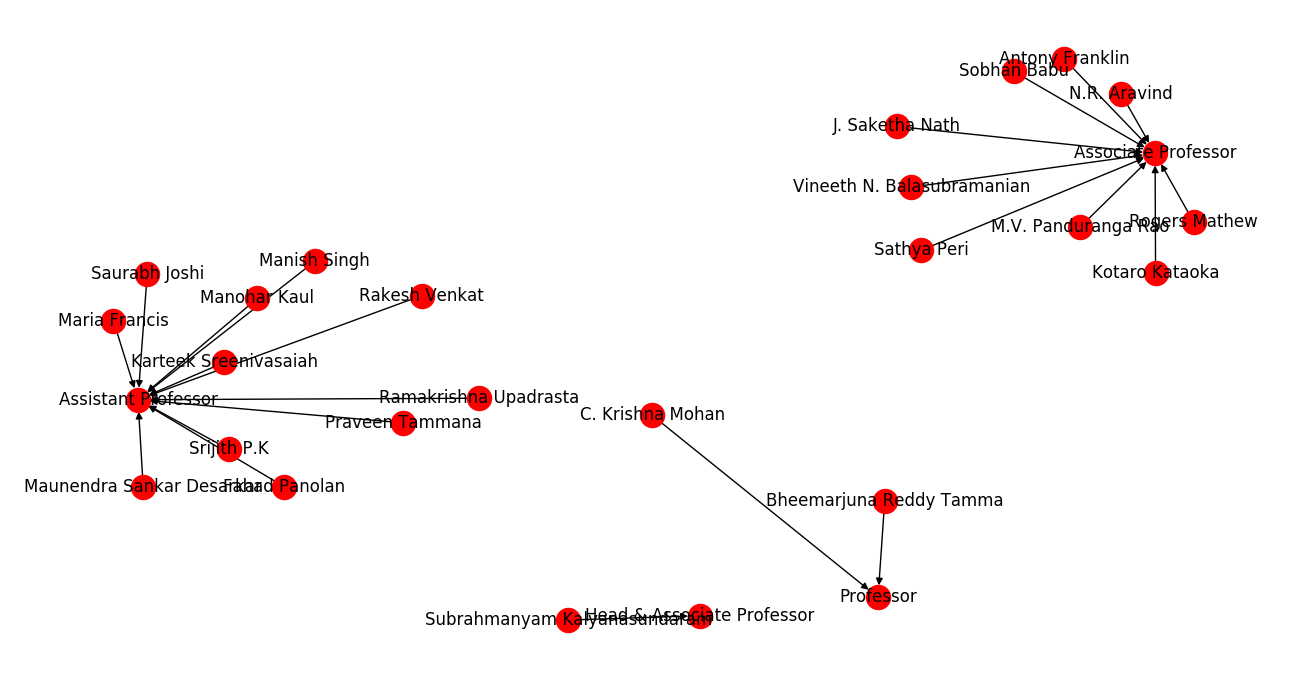 Antony Franklin
Sobhan Babu
N.R. Aravind
J. Saketha Nath
Associate Professor
Vineeth N. Balasubramanian
M.V. Panduranga Rao
Rogers Mathew
Sathya Peri
Kotaro Kataoka
Manish Singh
Saurabh Joshi
Manohar Kaul
Rakesh Venkat
Maria Francis
Karteek Sreenivasaiah
Assistant Professor
Ramakrishna Upadrasta
C. Krishna Mohan
Praveen Tammana
Srijith P.K
Maunendra Sankar Desarkar
Fahad Panolan
Bheemarjuna Reddy Tamma
Professor
Head & Associate Professor
Subrahmanyam Kalyanasundaram